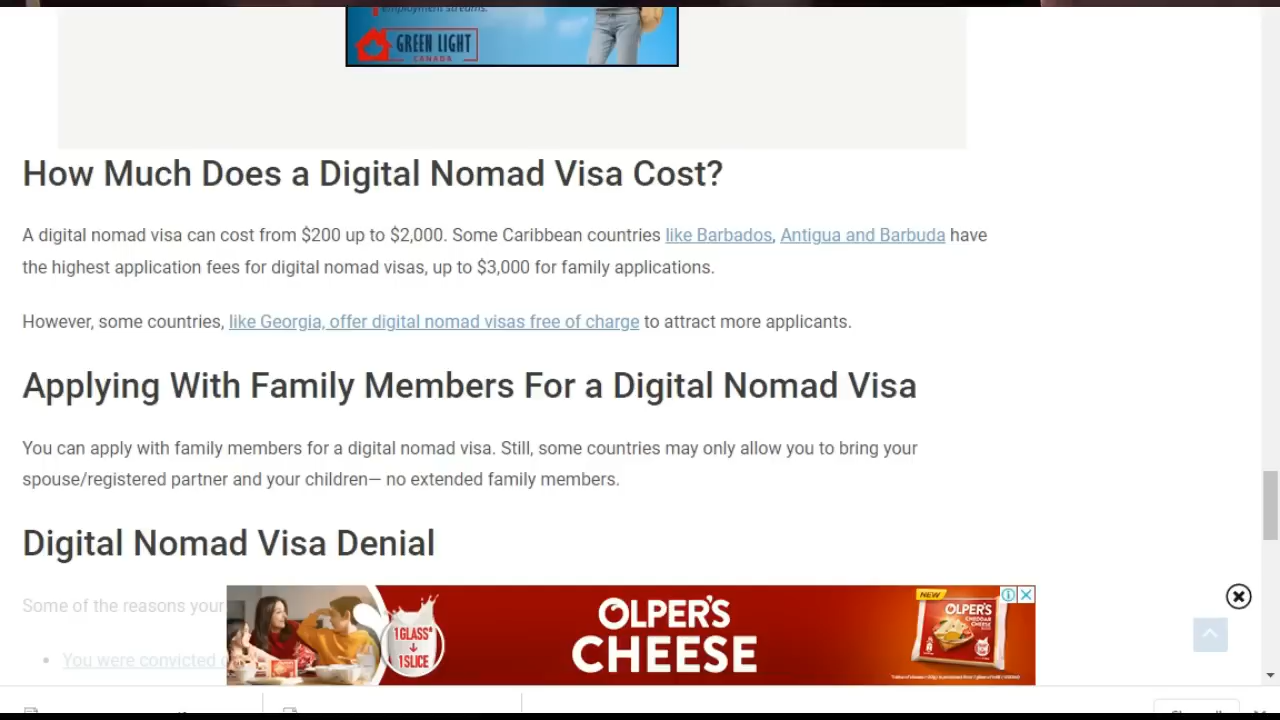 employment streams.
GREEN LIGHT
CANADA
How Much Does a Digital Nomad Visa Cost?
A digital nomad visa can cost from $200 up to $2,000. Some Caribbean countries like Barbados, Antigua and Barbuda have
the highest application fees for digital nomad visas, up to $3,000 for family applications.
However, some countries, like Georgia, offer digital nomad visas free of charge to attract more applicants.
Applying With Family Members For a Digital Nomad Visa
You can apply with family members for a digital nomad visa. Still, some countries may only allow you to bring your
spouse/registered partner and your children— no extended family members.
Digital Nomad Visa Denial
Some of the reasons your
• You were convicted
1 GLASS*
1 SLICE
OLPER'S
CHEESE
NEW
OLPER'S
CHEDDAR
CHEESE